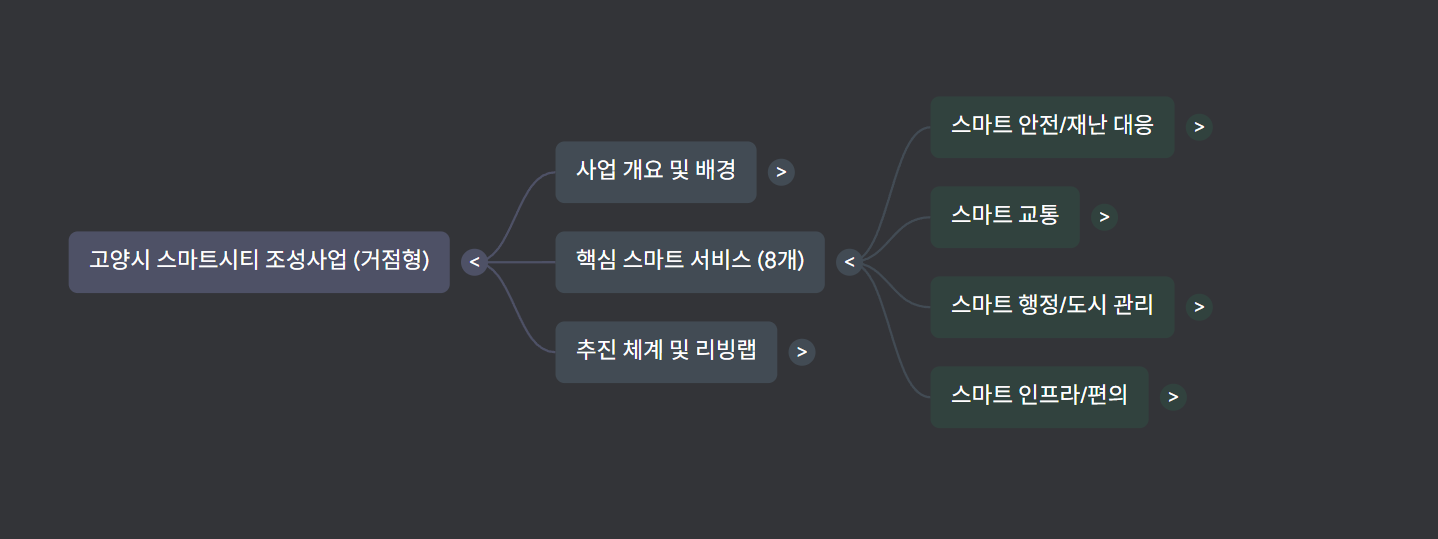 고양시 스마트시티 조성사업 (거점형)
<
사업 개요 및 배경
>
핵심 스마트 서비스 (8개)
<
추진 체계 및 리빙랩
>
스마트 안전/재난 대응
>
스마트 교통
>
스마트 행정/도시 관리
>
스마트 인프라/편의
>